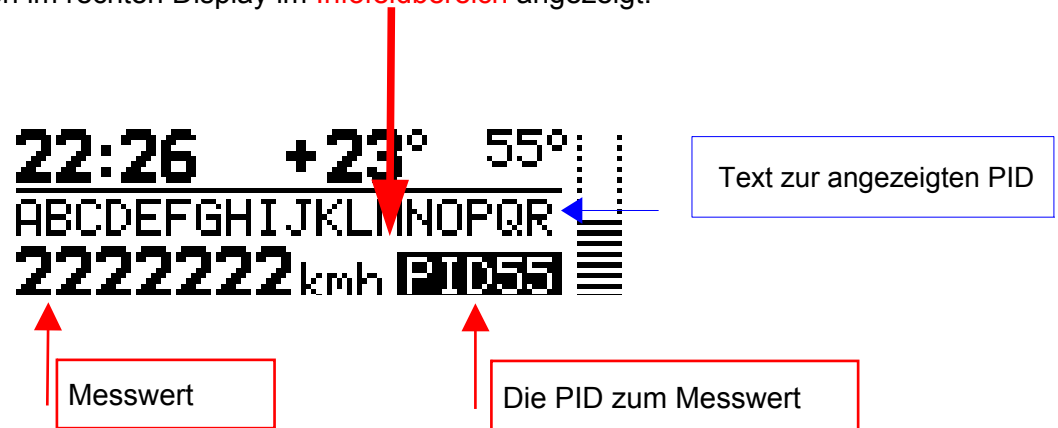 im rechten Display im Infofeldbereich angezeigt.
22:26 +23° 55°
Text zur angezeigten PID
ABCDEFGHIJKLMNOPQR
2222222 kmh PID55
Messwert
Die PID zum Messwert